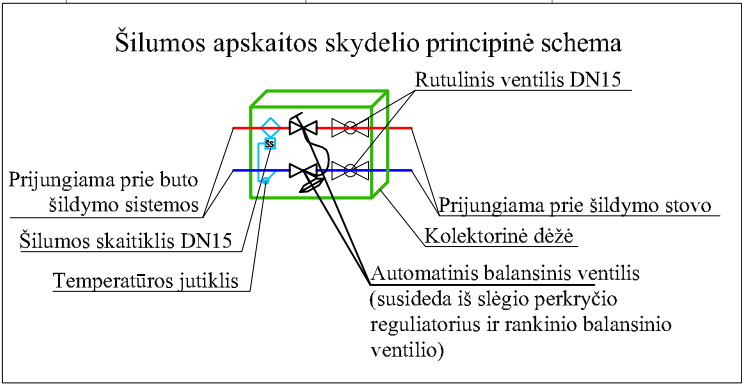 Šilumos apskaitos skydelio principinė schema
Rutulinis ventilis DN15
šs
Prijungiama prie buto
šildymo sistemos
Prijungiama prie šildymo stovo
Šilumos skaitiklis DN15
Kolektorinė dėžė
Temperatūros jutiklis
Automatinis balansinis ventilis
(susideda iš slėgio perkryčio
reguliatorius ir rankinio balansinio
ventilio)